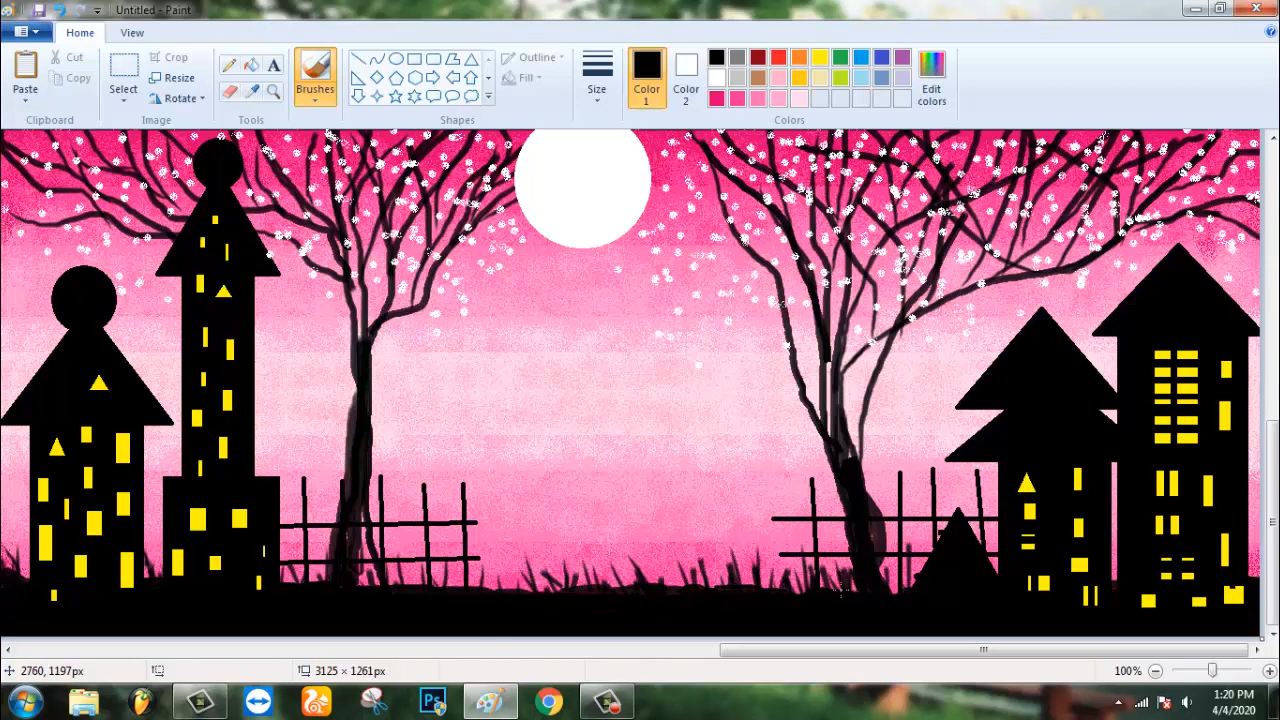 Untitled - Paint
Home View
Paste
Cut
Copy
Clipboard
Select
Crop
Resize
Rotate
Image
A
Tools
Brushes
Outline
Fill
Shapes
Size
Color 1
Color 2
Edit colors
Colors
2760, 1197px
3125 × 1261px
100%
Ps
1:20 PM
4/4/2020